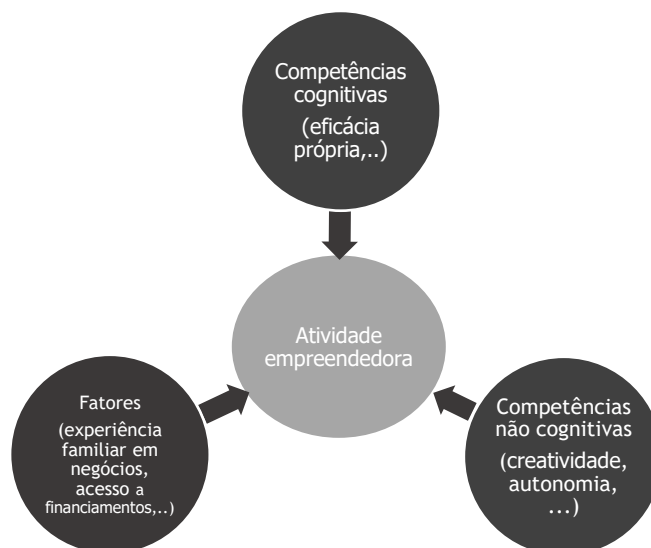 Competências
cognitivas
(eficácia
própria,..)
Atividade
empreendedora
Fatores
(experiência
familiar em
negócios,
acesso a
financiamentos,..)
Competências
não cognitivas
(creatividade,
autonomia,
...)